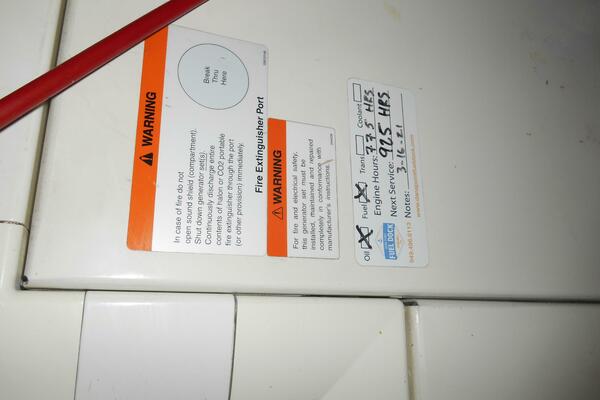 WARNING
In case of fire do not
open sound shield (compartment).
Shut down generator set(s).
Continuously discharge entire
contents of halon or CO2 portable
fire extinguisher through the port
(or other provision) immediately.
Break
Thru
Here
Fire Extinguisher Port
WARNING
For fire and electrical safety,
this generator set must be
installed, maintained and repaired
completely in conformance with
manufacturer's instructions.
Oil X Fuel X Trans Coolant
Engine Hours: 775 HRS
FUEL DOCK
Next Service: 925 HRS
Notes: 3-16-21